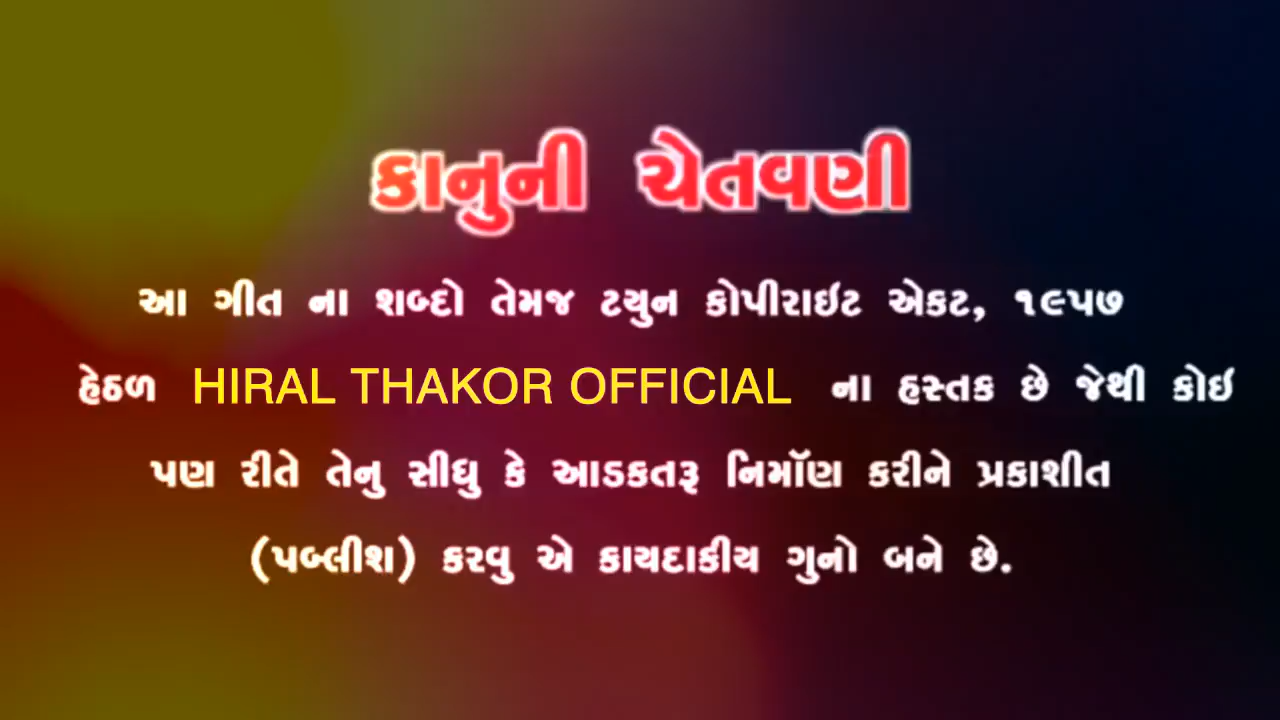 કાનુની ચેતવણી
આ ગીત ના શબ્દો તેમજ ટયુન કોપીરાઇટ એકટ, ૧૯૫૭
હેઠળ HIRAL THAKOR OFFICIAL ના હસ્તક છે જેથી કોઇ
પણ રીતે તેનુ સીધુ કે આડકતરૂ નિર્માણ કરીને પ્રકાશીત
(પબ્લીશ) કરવુ એ કાયદાકીય ગુનો બને છે.